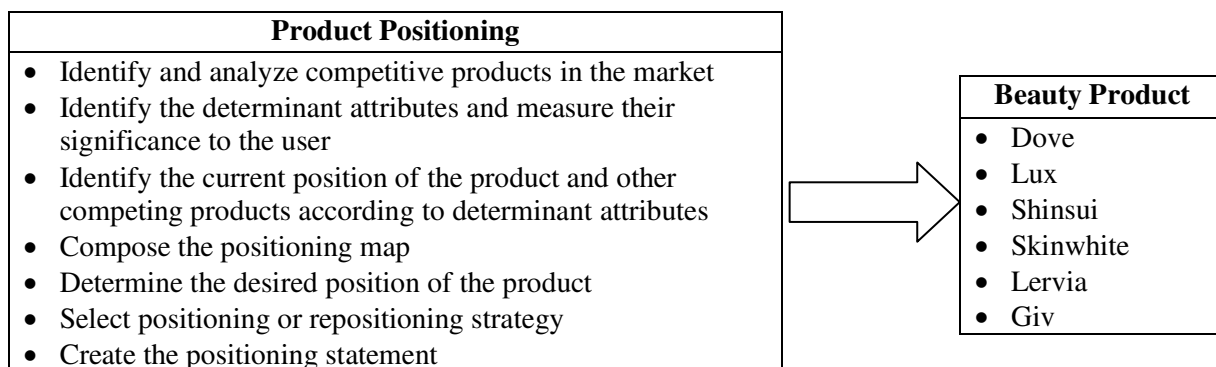 Product Positioning
• Identify and analyze competitive products in the market
• Identify the determinant attributes and measure their
significance to the user
• Identify the current position of the product and other
competing products according to determinant attributes
• Compose the positioning map
• Determine the desired position of the product
• Select positioning or repositioning strategy
• Create the positioning statement
Beauty Product
• Dove
• Lux
• Shinsui
• Skinwhite
• Lervia
• Giv